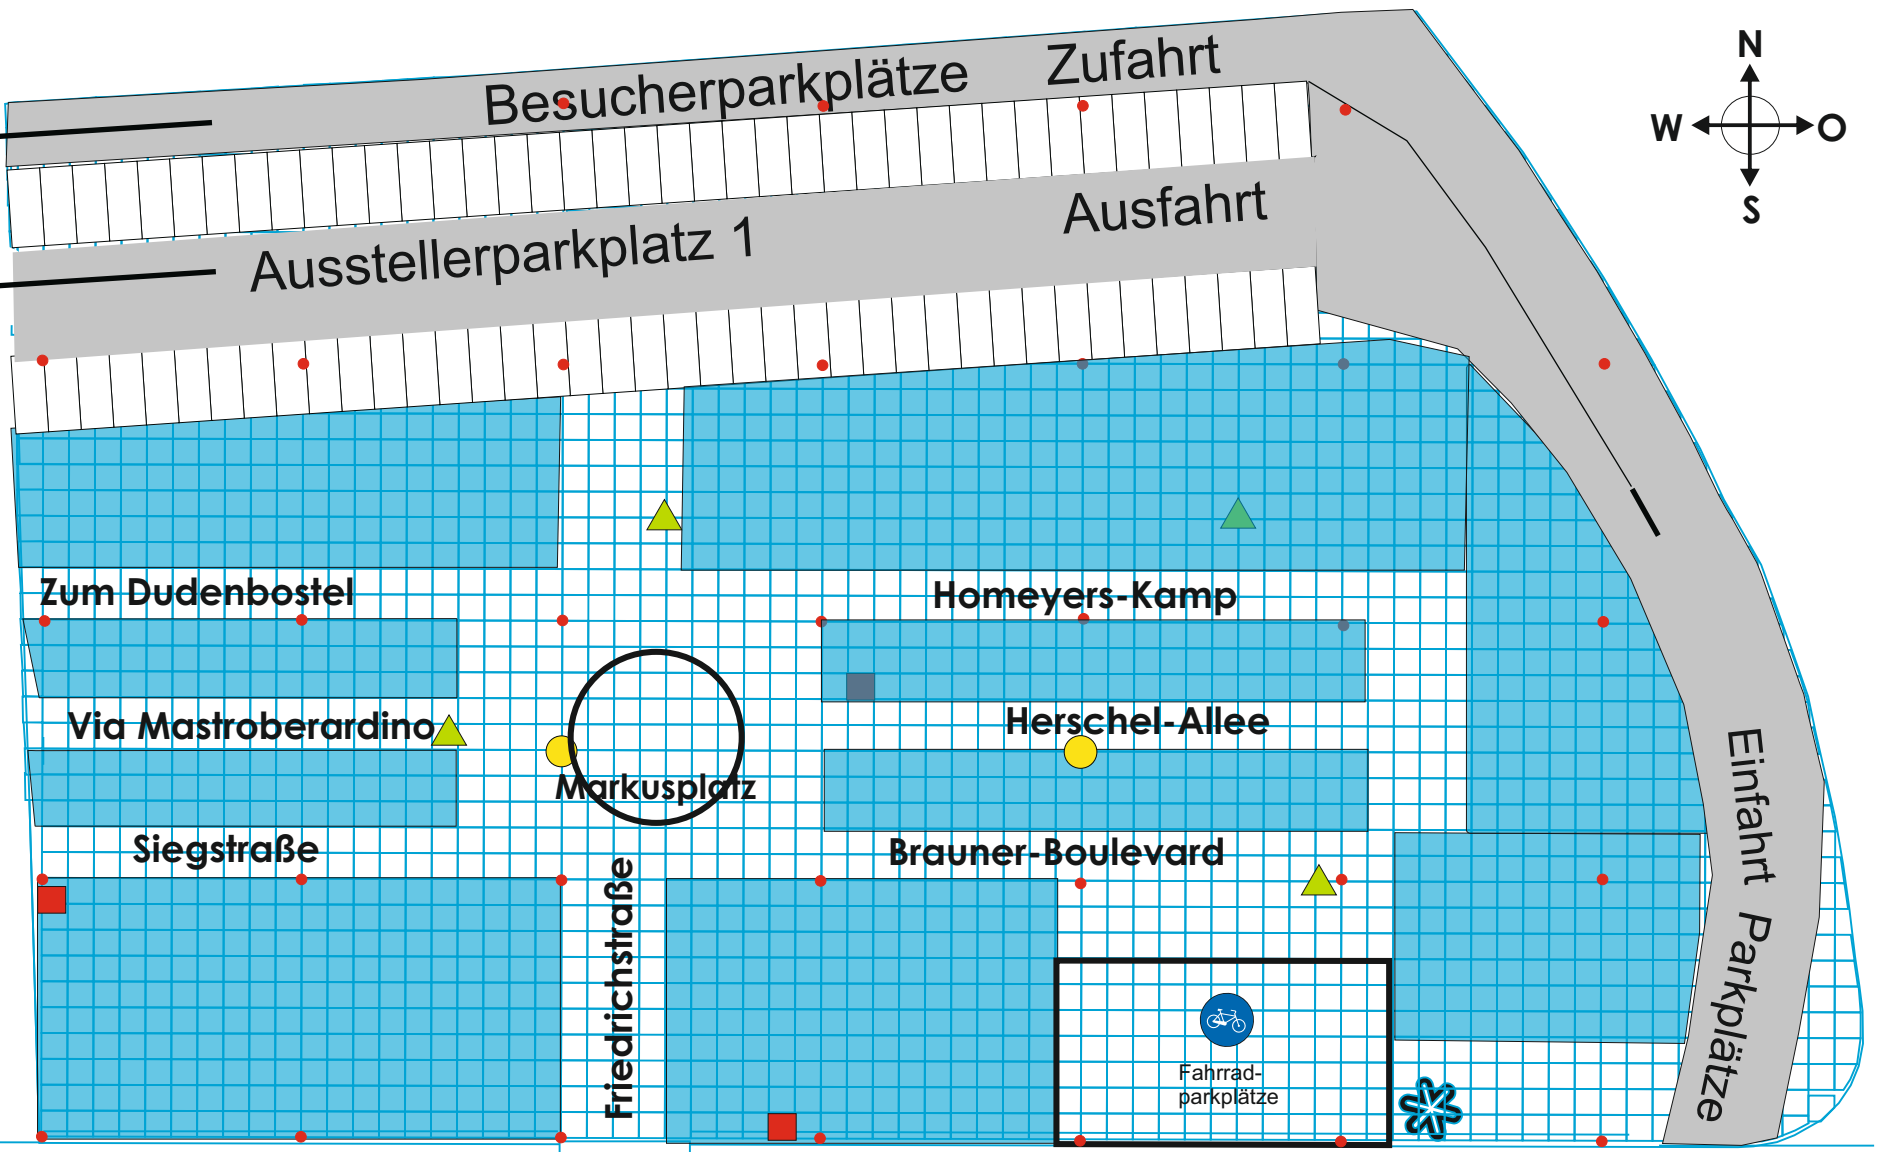 N
W O
S
Besucherparkplätze Zufahrt
Ausstellerparkplatz 1 Ausfahrt
Zum Dudenbostel
Homeyers-Kamp
Via Mastroberardino
Herschel-Allee
Markusplatz
Siegstraße
Brauner-Boulevard
Friedrichstraße
Einfahrt Parkplätze
Fahrrad-
parkplätze